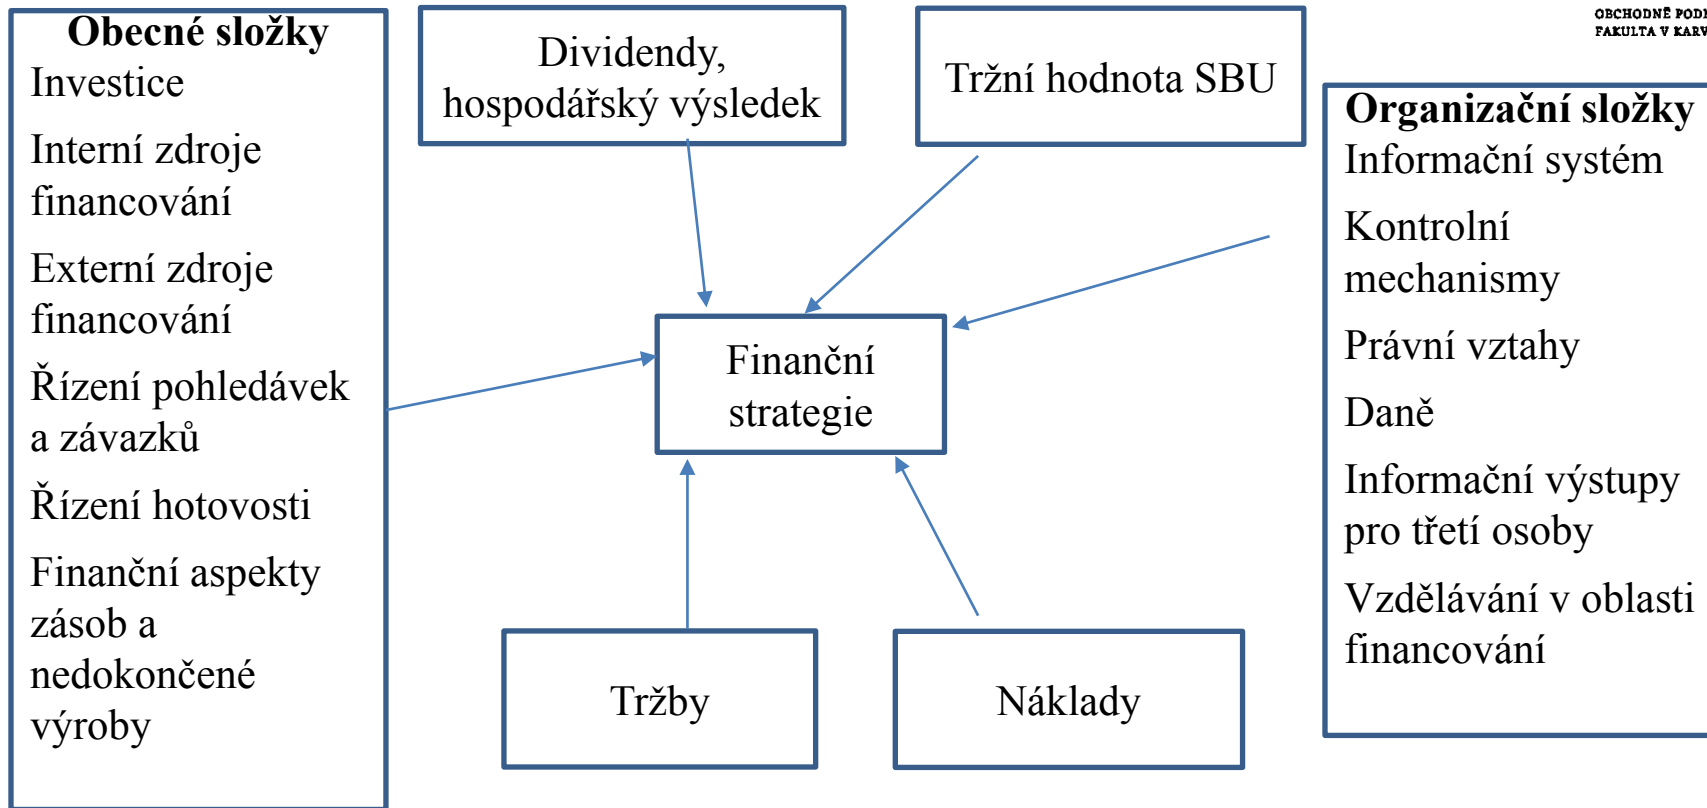 OBCHODNĚ
FAKULTA V
Obecné složky
Investice
Interní zdroje
financování
Externí zdroje
financování
Řízení pohledávek
a závazků
Řízení hotovosti
Finanční aspekty
zásob a
nedokončené
výroby
Dividendy,
hospodářský výsledek
Tržní hodnota SBU
Finanční
strategie
Tržby
Náklady
Organizační složky
Informační systém
Kontrolní
mechanismy
Právní vztahy
Daně
Informační výstupy
pro třetí osoby
Vzdělávání v oblasti
financování